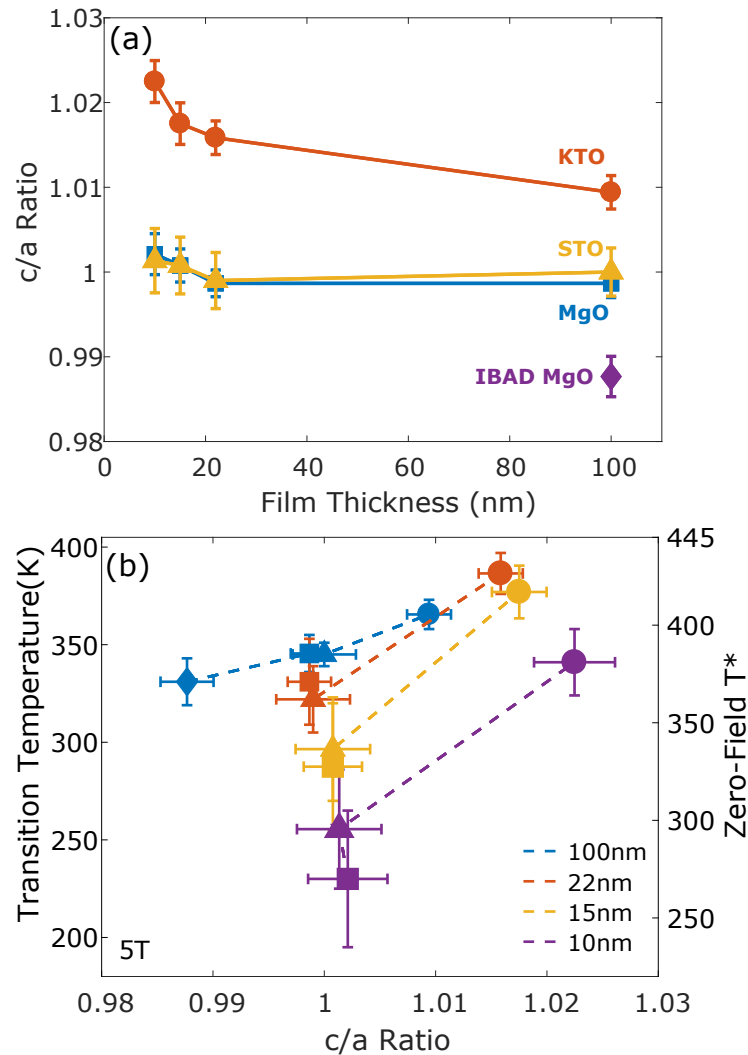 (a)
1.03
1.02
1.01
1
0.99
0.98
c/a Ratio
KTO
STO
MgO
IBAD MgO
0
20
40
60
80
100
Film Thickness (nm)
(b)
400
350
300
250
200
Transition Temperature(K)
445
400
350
300
250
Zero-Field T*
100nm
22nm
15nm
10nm
5T
0.98
0.99
1
1.01
1.02
1.03
c/a Ratio